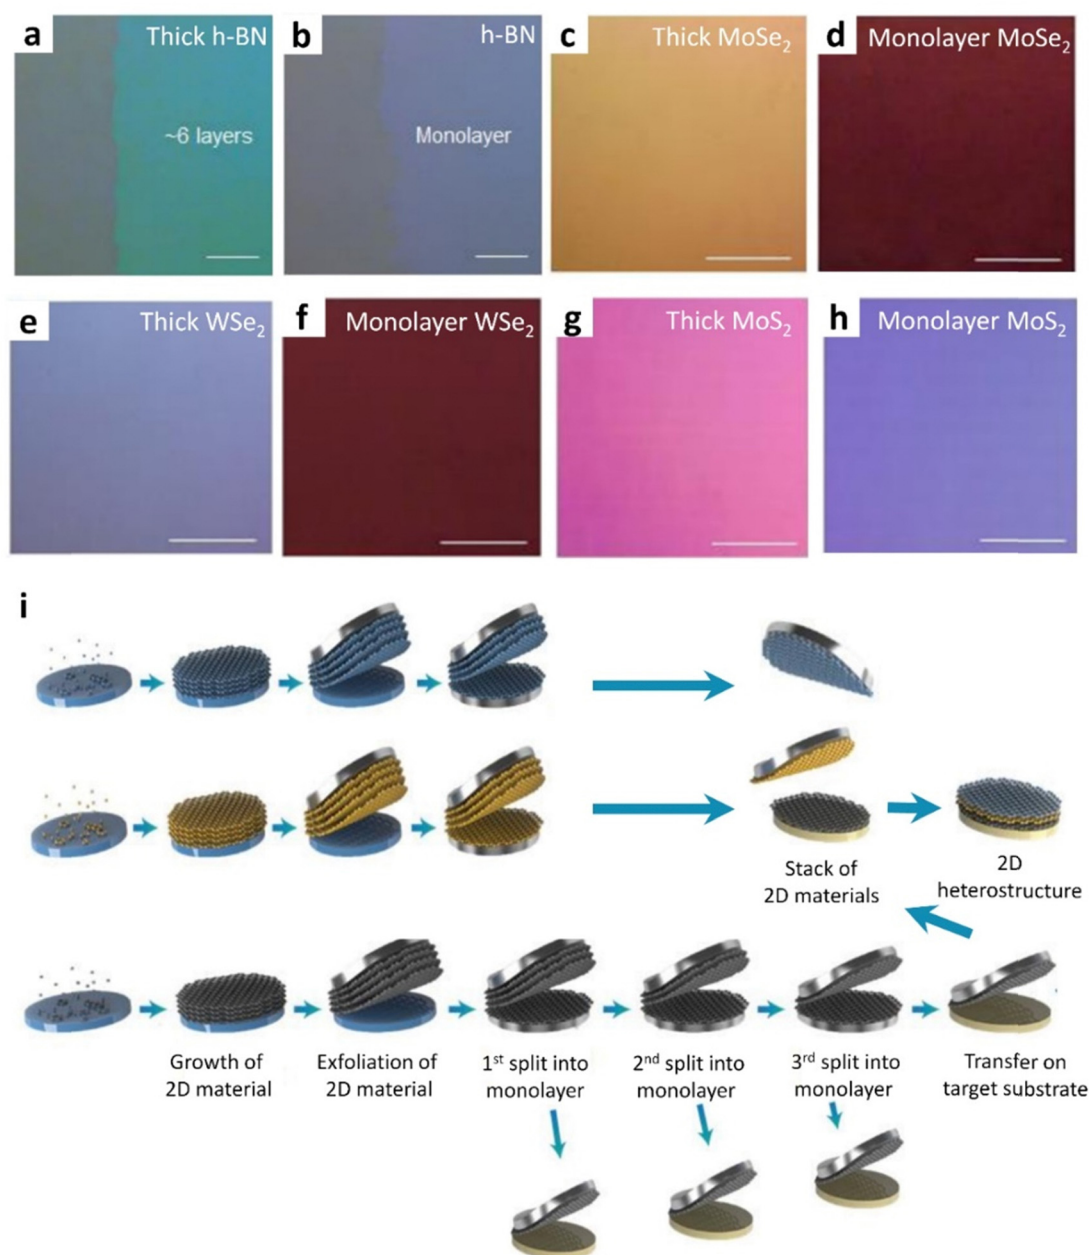 a Thick h-BN
~6 layers
b h-BN
Monolayer
c Thick MoSe₂
d Monolayer MoSe₂
e Thick WSe₂
f Monolayer WSe₂
g Thick MoS₂
h Monolayer MoS₂
i
Stack of
2D materials
2D
heterostructure
Growth of
2D material
Exfoliation of
2D material
1ˢᵗ split into
monolayer
2ⁿᵈ split into
monolayer
3ʳᵈ split into
monolayer
Transfer on
target substrate